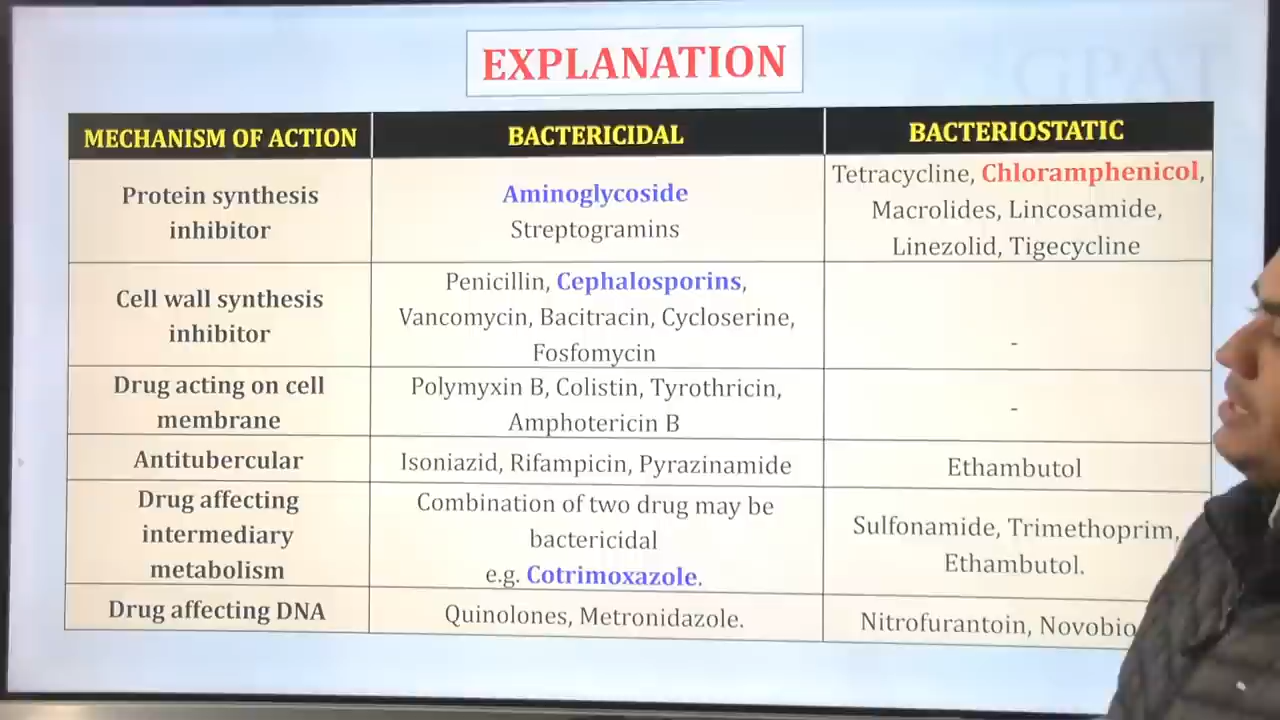 EXPLANATION
MECHANISM OF ACTION
BACTERICIDAL
BACTERIOSTATIC
Protein synthesis
inhibitor
Aminoglycoside
Streptogramins
Tetracycline, Chloramphenicol,
Macrolides, Lincosamide,
Linezolid, Tigecycline
Cell wall synthesis
inhibitor
Penicillin, Cephalosporins,
Vancomycin, Bacitracin, Cycloserine,
Fosfomycin
-
Drug acting on cell
membrane
Polymyxin B, Colistin, Tyrothricin,
Amphotericin B
-
Antitubercular
Isoniazid, Rifampicin, Pyrazinamide
Ethambutol
Drug affecting
intermediary
metabolism
Combination of two drug may be
bactericidal
e.g. Cotrimoxazole.
Sulfonamide, Trimethoprim,
Ethambutol.
Drug affecting DNA
Quinolones, Metronidazole.
Nitrofurantoin,